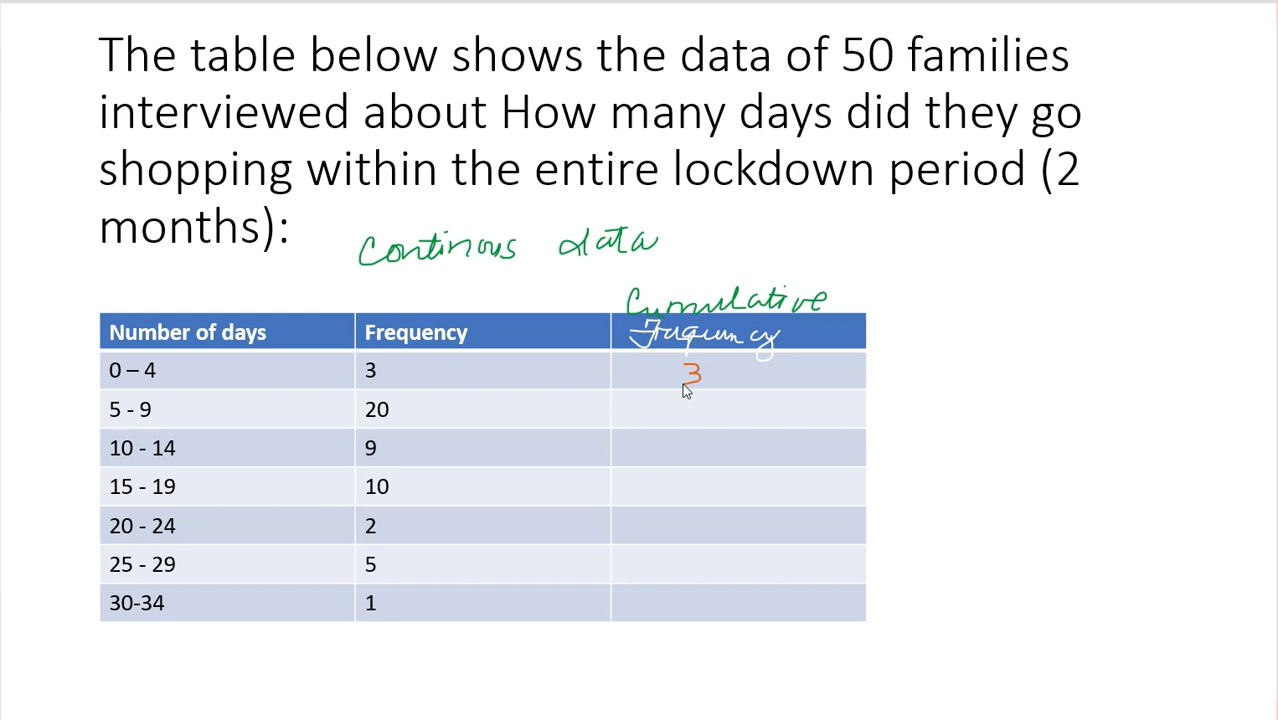 The table below shows the data of 50 families
interviewed about How many days did they go
shopping within the entire lockdown period (2
months):
Continous data
Cumulative
Number of days Frequency Frequency
0 – 4 3 3
5 - 9 20
10 - 14 9
15 - 19 10
20 - 24 2
25 - 29 5
30-34 1